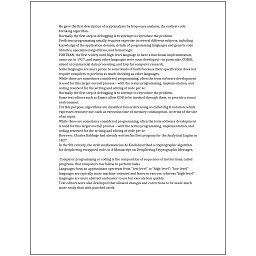 He gave the first description of cryptanalysis by frequency analysis, the earliest code-
breaking algorithm.
Normally the first step in debugging is to attempt to reproduce the problem.
Proficient programming usually requires expertise in several different subjects, including
knowledge of the application domain, details of programming languages and generic code
libraries, specialized algorithms, and formal logic.
FORTRAN, the first widely used high-level language to have a functional implementation,
came out in 1957, and many other languages were soon developed—in particular, COBOL
aimed at commercial data processing, and Lisp for computer research.
Some languages are more prone to some kinds of faults because their specification does not
require compilers to perform as much checking as other languages.
While these are sometimes considered programming, often the term software development
is used for this larger overall process – with the terms programming, implementation, and
coding reserved for the writing and editing of code per se.
Normally the first step in debugging is to attempt to reproduce the problem.
Some text editors such as Emacs allow GDB to be invoked through them, to provide a visual
environment.
For this purpose, algorithms are classified into orders using so-called Big O notation, which
expresses resource use, such as execution time or memory consumption, in terms of the size
of an input.
While these are sometimes considered programming, often the term software development
is used for this larger overall process – with the terms programming, implementation, and
coding reserved for the writing and editing of code per se.
However, Charles Babbage had already written his first program for the Analytical Engine in
1837.
In the 9th century, the Arab mathematician Al-Kindi described a cryptographic algorithm
for deciphering encrypted code, in A Manuscript on Deciphering Cryptographic Messages.
Computer programming or coding is the composition of sequences of instructions, called
programs, that computers can follow to perform tasks.
Languages form an approximate spectrum from "low-level" to "high-level"; "low-level"
languages are typically more machine-oriented and faster to execute, whereas "high-level"
languages are more abstract and easier to use but execute less quickly.
Text editors were also developed that allowed changes and corrections to be made much
more easily than with punched cards.